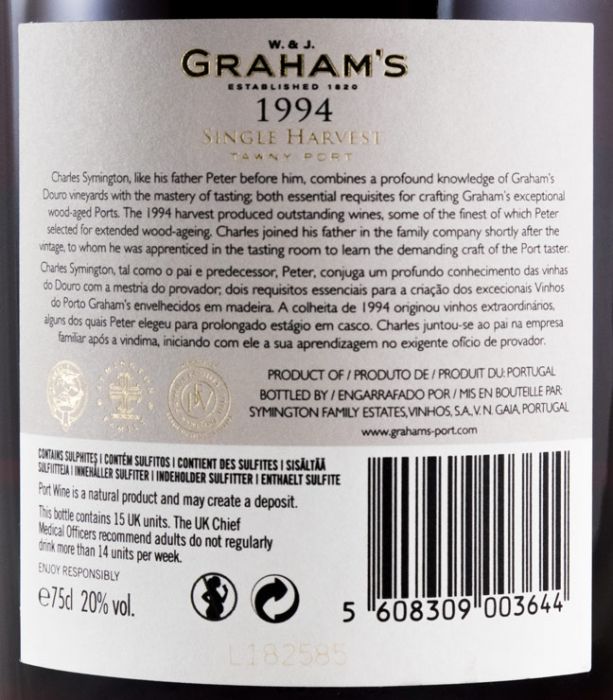 W. & J.
GRAHAM'S
ESTABLISHED 1820
1994
SINGLE HARVEST
TAWNY PORT
Charles Symington, like his father Peter before him, combines a profound knowledge of Graham's
Douro vineyards with the mastery of tasting; both essential requisites for crafting Graham's exceptional
wood-aged Ports. The 1994 harvest produced outstanding wines, some of the finest of which Peter
selected for extended wood-ageing. Charles joined his father in the family company shortly after the
vintage, to whom he was apprenticed in the tasting room to learn the demanding craft of the Port taster.
Charles Symington, tal como o pai e predecessor, Peter, conjuga um profundo conhecimento das vinhas
do Douro com a mestria do provador; dois requisitos essenciais para a criação dos excecionais Vinhos
do Porto Graham's envelhecidos em madeira. A colheita de 1994 originou vinhos extraordinários,
alguns dos quais Peter elegeu para prolongado estágio em casco. Charles juntou-se ao pai na empresa
familiar após a vindima, iniciando com ele a sua aprendizagem no exigente ofício de provador.
PRODUCT OF / PRODUTO DE / PRODUIT DU: PORTUGAL
BOTTLED BY / ENGARRAFADO POR / MIS EN BOUTEILLE PAR:
SYMINGTON FAMILY ESTATES, VINHOS, S.A., V. N. GAIA, PORTUGAL
www.grahams-port.com
CONTAINS SULPHITES | CONTÉM SULFITOS | CONTIENT DES SULFITES | SISÄLTÄÄ
SULFIITTEJA | INNEHÅLLER SULFITER | INDEHOLDER SULFITTER | ENTHAELT SULFITE
Port Wine is a natural product and may create a deposit.
This bottle contains 15 UK units. The UK Chief
Medical Officers recommend adults do not regularly
drink more than 14 units per week.
ENJOY RESPONSIBLY
℮75cl 20% vol.
5 608309 003644
L182585